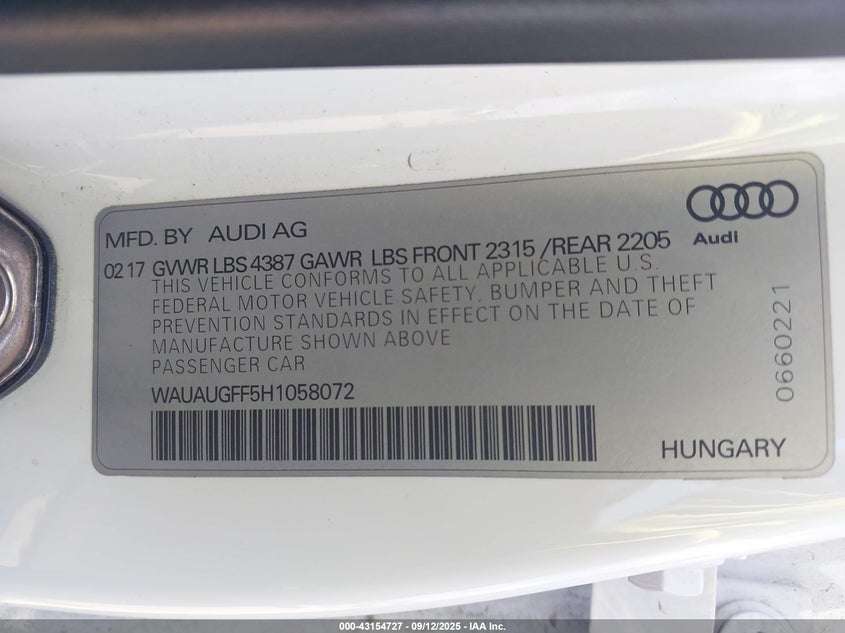 MFD. BY AUDI AG
Audi
02 17 GVWR LBS 4387 GAWR LBS FRONT 2315 /REAR 2205
THIS VEHICLE CONFORMS TO ALL APPLICABLE U.S.
FEDERAL MOTOR VEHICLE SAFETY, BUMPER AND THEFT
PREVENTION STANDARDS IN EFFECT ON THE DATE OF
MANUFACTURE SHOWN ABOVE
PASSENGER CAR
0660221
WAUAUGFF5H1058072
HUNGARY
000-43154727 - 09/12/2025 - IAA Inc.